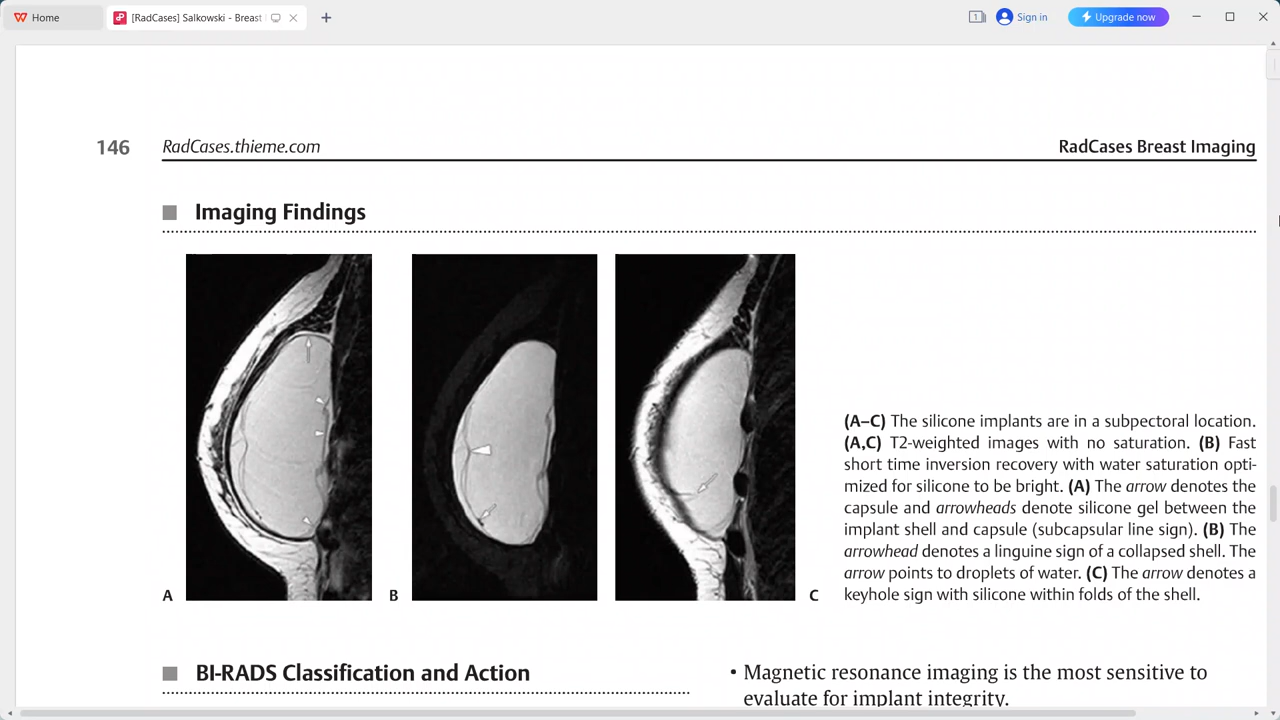 Home
[RadCases] Salkowski - Breast
1
Sign in
Upgrade now
146
RadCases.thieme.com
RadCases Breast Imaging
Imaging Findings
A
B
C
(A–C) The silicone implants are in a subpectoral location.
(A,C) T2-weighted images with no saturation. (B) Fast
short time inversion recovery with water saturation opti-
mized for silicone to be bright. (A) The arrow denotes the
capsule and arrowheads denote silicone gel between the
implant shell and capsule (subcapsular line sign). (B) The
arrowhead denotes a linguine sign of a collapsed shell. The
arrow points to droplets of water. (C) The arrow denotes a
keyhole sign with silicone within folds of the shell.
BI-RADS Classification and Action
• Magnetic resonance imaging is the most sensitive to
evaluate for implant integrity.